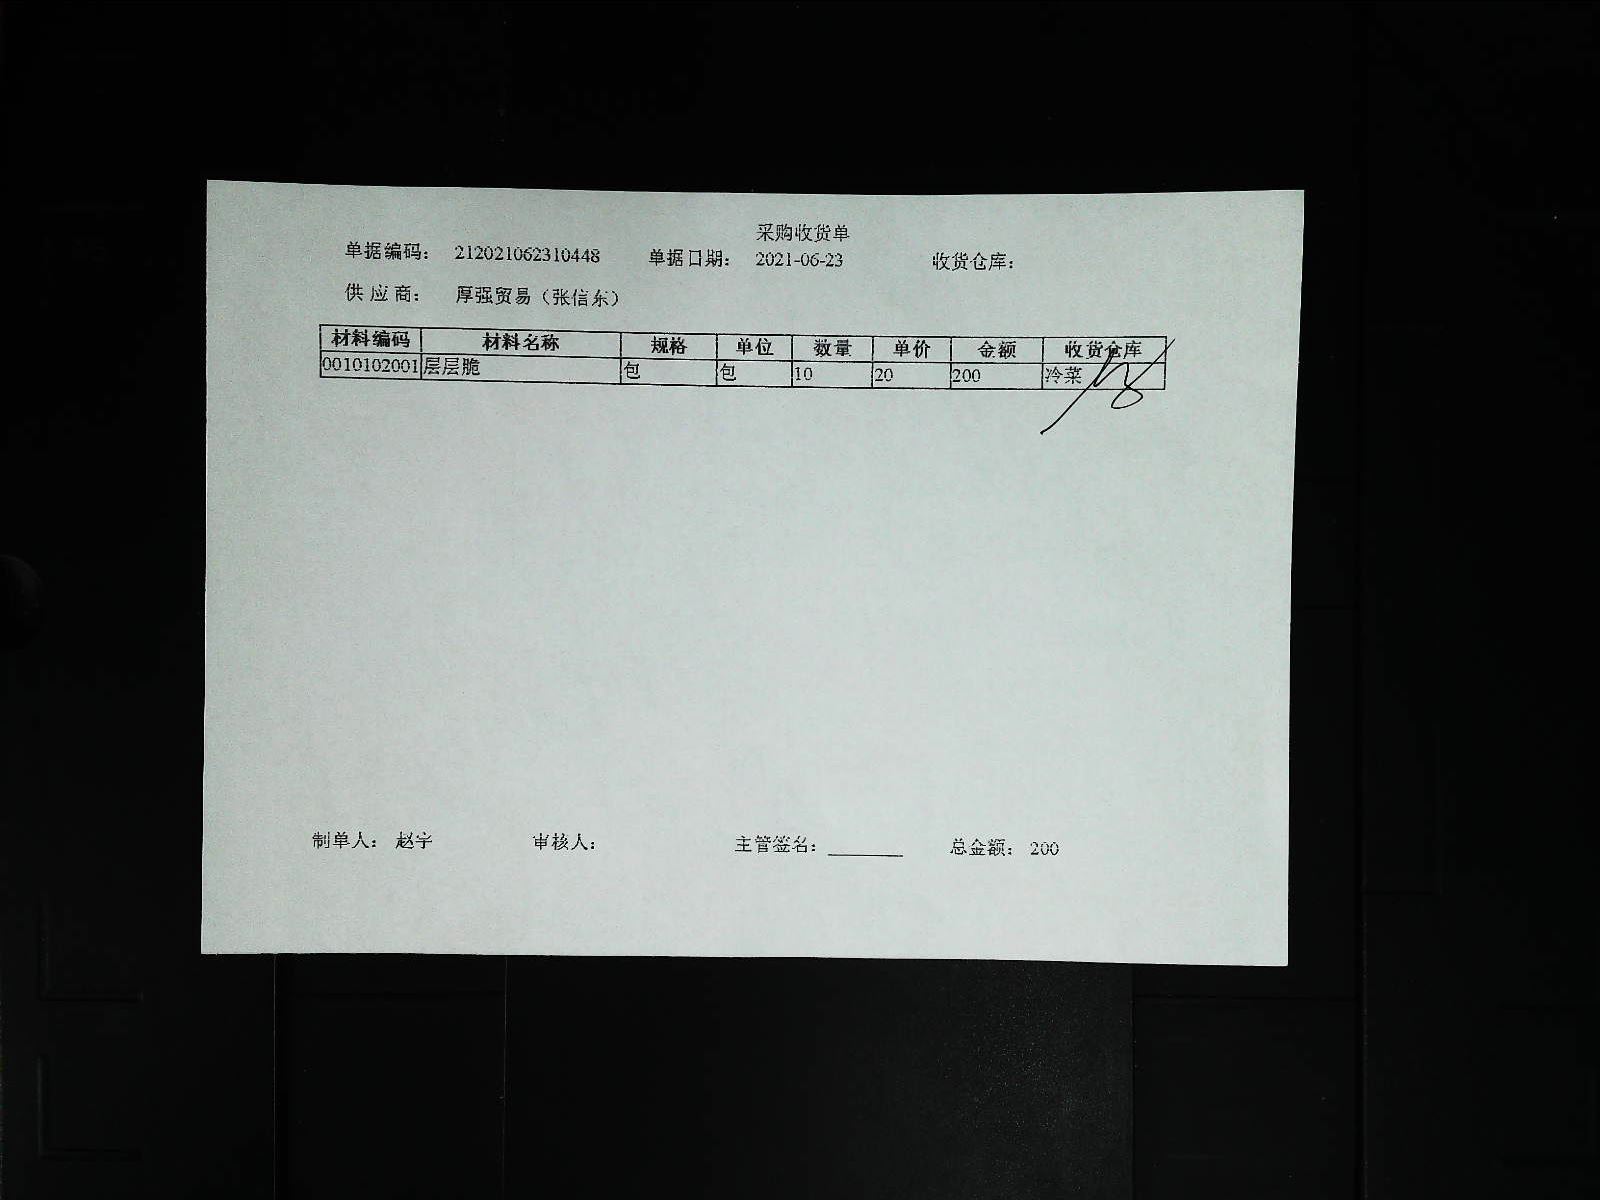 采购收货单
单据编码： 212021062310448 单据日期： 2021-06-23 收货仓库：
供 应 商： 厚强贸易（张信东）
材料编码 材料名称 规格 单位 数量 单价 金额 收货仓库
0010102001 层层脆 包 包 10 20 200 冷菜
制单人： 赵宇 审核人： 主管签名： ________ 总金额： 200